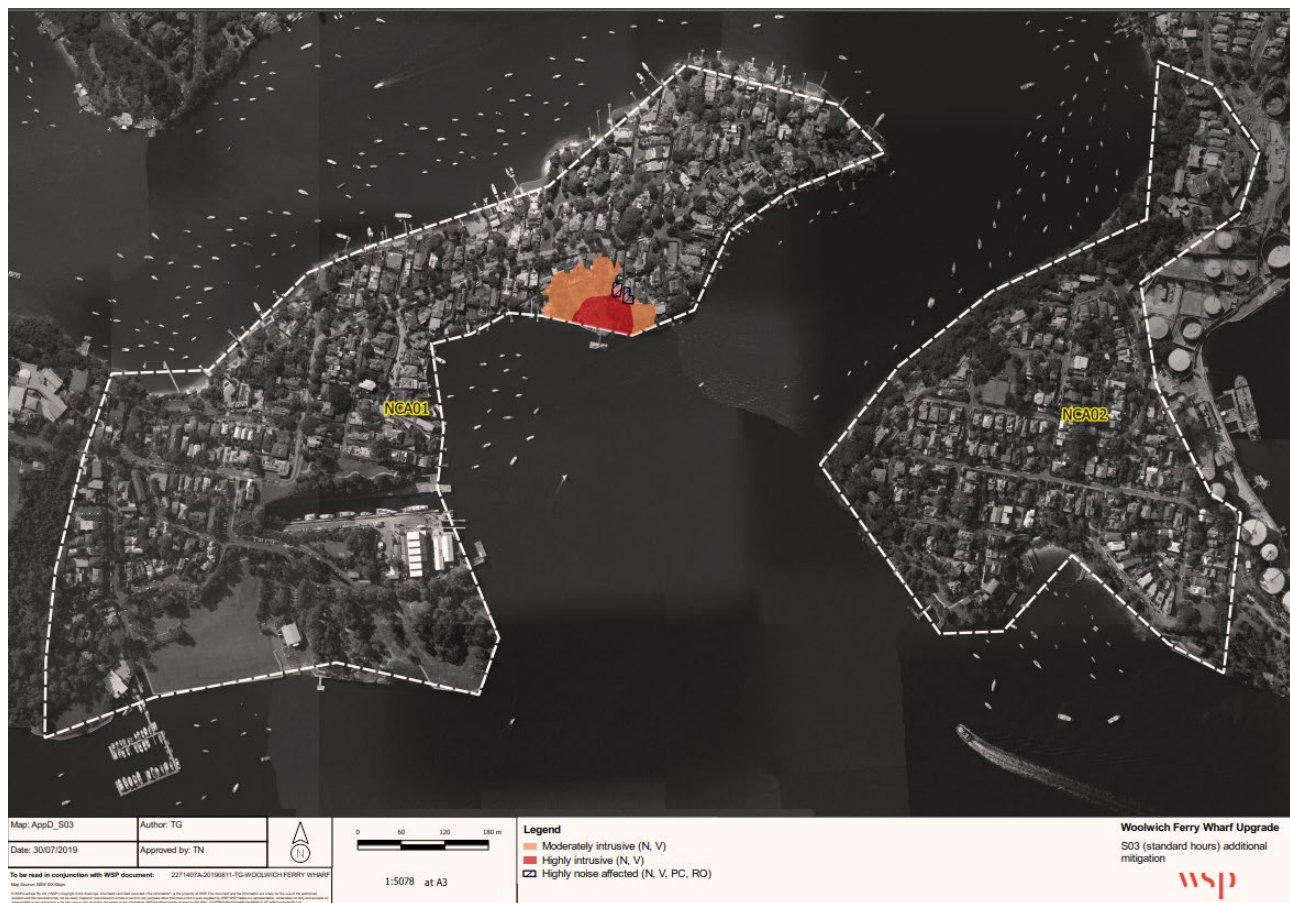 NCA01
NCA02
Map: AppD_S03
Author: TG
Date: 30/07/2019
Approved by: TN
To be read in conjunction with WSP document: 2271407A-20190611-TG-WOOLWICH FERRY WHARF
N
0 60 120 180 m
1:5078 at A3
Legend
Moderately intrusive (N, V)
Highly intrusive (N, V)
Highly noise affected (N, V, PC, RO)
Woolwich Ferry Wharf Upgrade
S03 (standard hours) additional
mitigation
wsp